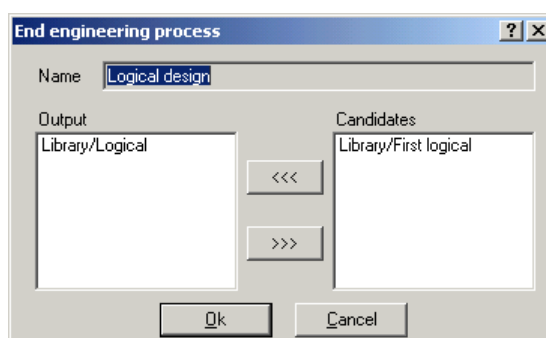 End engineering process ? ×
Name Logical design
Output Candidates
Library/Logical Library/First logical
<<<
>>>
Ok Cancel